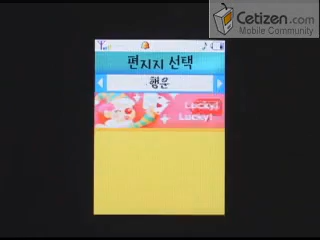 Cetizen.com
Mobile Community
편지지 선택
행운
Lucky!
Lucky!